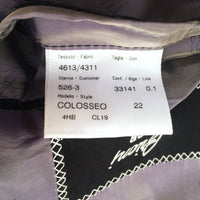 Tessuto - Fabric Taglia - Size
4613/4311
Cliente - Customer Conf. / Riga - Line
526-3 33141 0.1
Modello - Style
COLOSSEO 22
4HB CL19